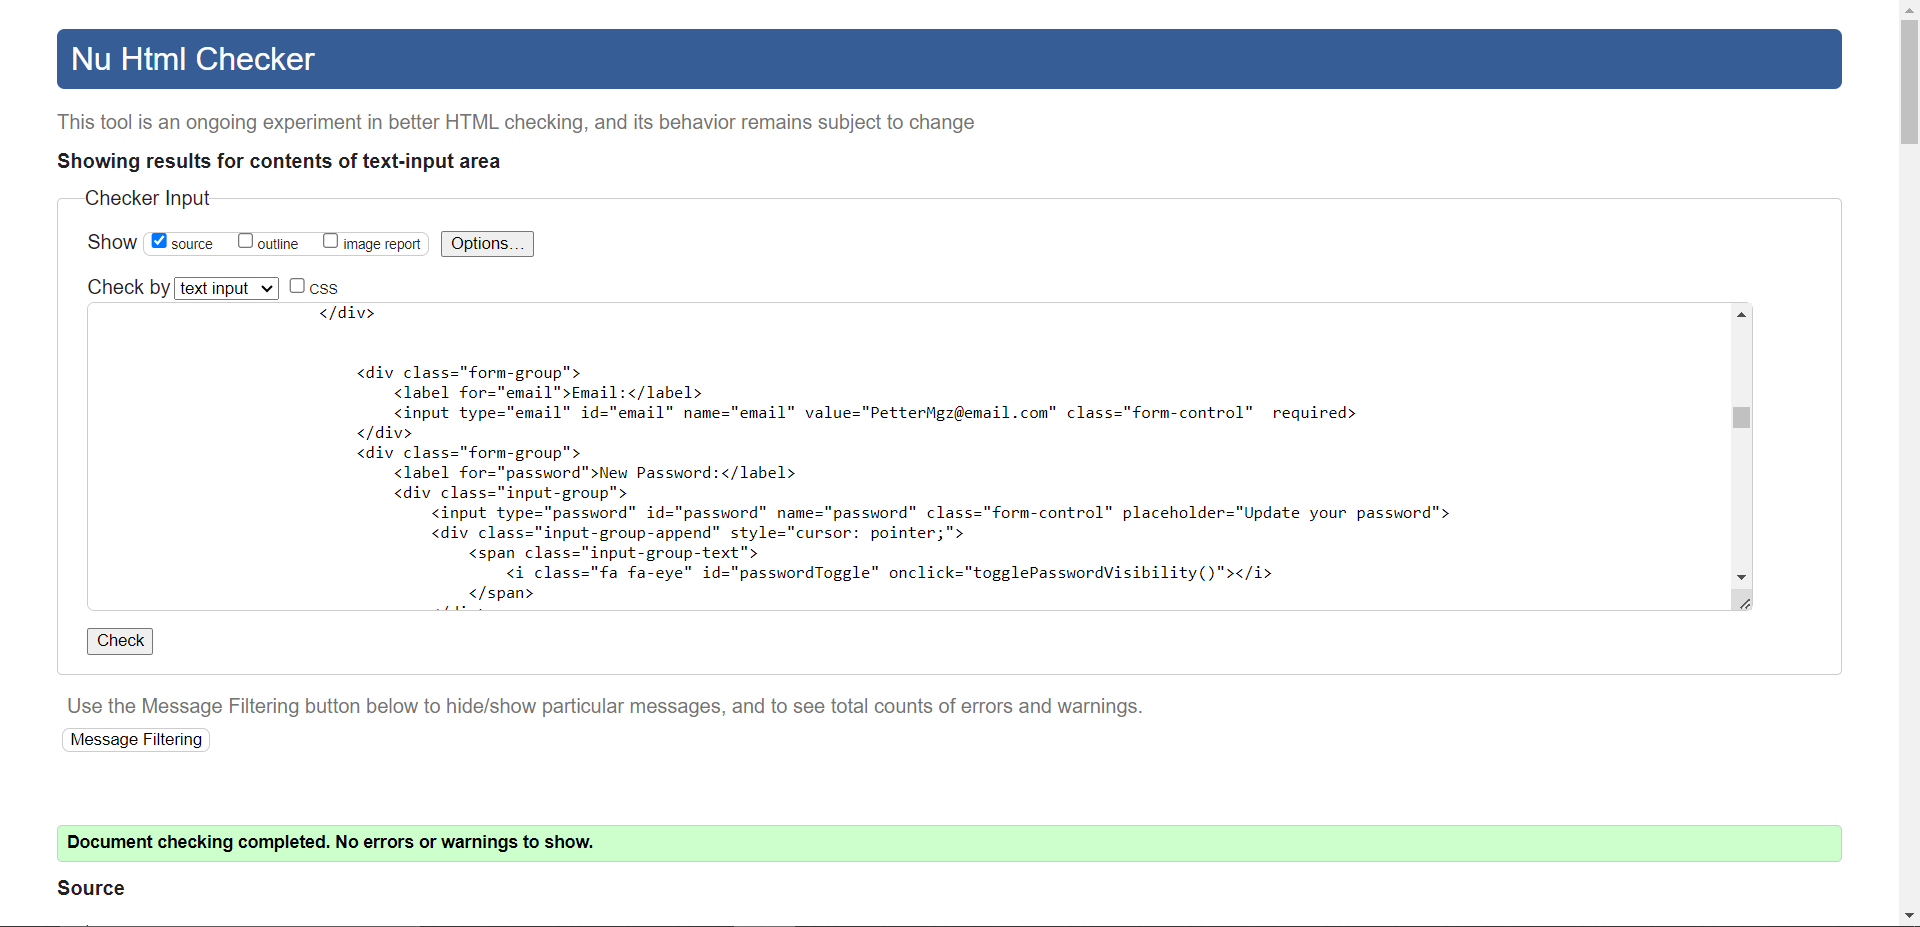 Nu Html Checker
This tool is an ongoing experiment in better HTML checking, and its behavior remains subject to change
Showing results for contents of text-input area
Checker Input
Show source outline image report Options...
Check by text input CSS
</div>
<div class="form-group">
<label for="email">Email:</label>
<input type="email" id="email" name="email" value="PetterMgz@email.com" class="form-control"  required>
</div>
<div class="form-group">
<label for="password">New Password:</label>
<div class="input-group">
<input type="password" id="password" name="password" class="form-control" placeholder="Update your password">
<div class="input-group-append" style="cursor: pointer;">
<span class="input-group-text">
<i class="fa fa-eye" id="passwordToggle" onclick="togglePasswordVisibility()"></i>
</span>
Check
Use the Message Filtering button below to hide/show particular messages, and to see total counts of errors and warnings.
Message Filtering
Document checking completed. No errors or warnings to show.
Source